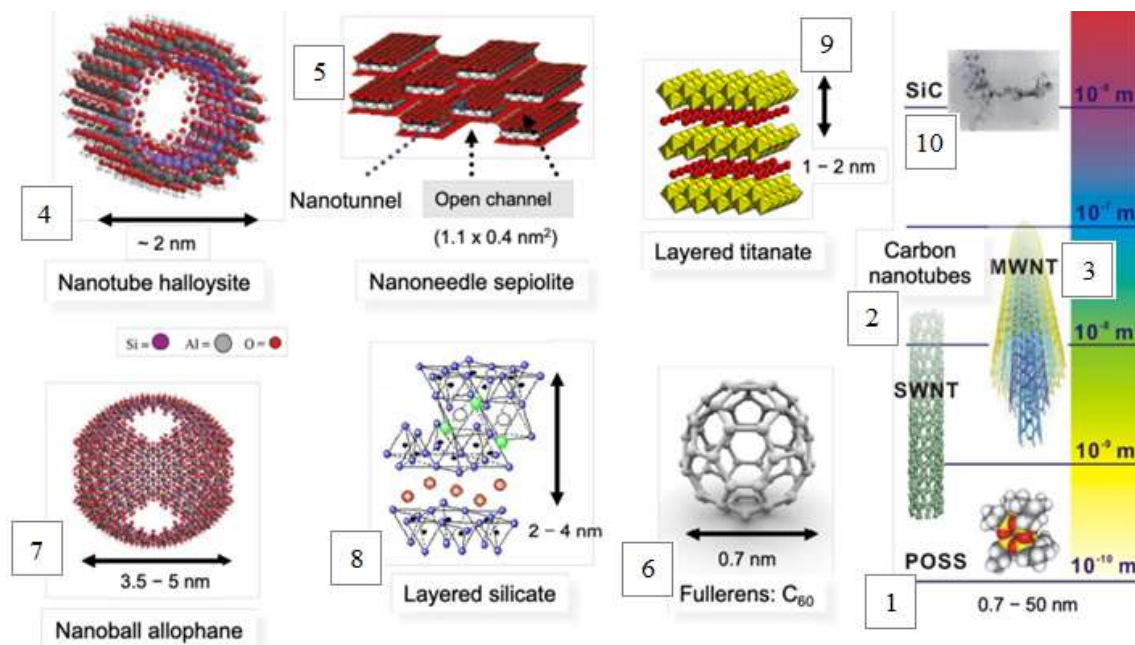 4
~ 2 nm
Nanotube halloysite
5
Nanotunnel
Open channel
(1.1 x 0.4 nm²)
Nanoneedle sepiolite
9
1 – 2 nm
Layered titanate
SiC
10
Carbon
nanotubes
MWNT
3
2
SWNT
POSS
1
0.7 – 50 nm
10⁻⁷ m
10⁻⁸ m
10⁻⁹ m
10⁻¹⁰ m
Si = Al = O =
7
3.5 – 5 nm
Nanoball allophane
8
2 – 4 nm
Layered silicate
6
0.7 nm
Fullerens: C₆₀